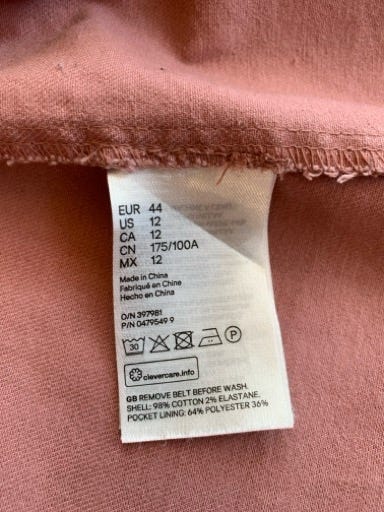 EUR 44
US 12
CA 12
CN 175/100A
MX 12
Made in China
Fabriqué en Chine
Hecho en China
O/N 397981
P/N 0479549 9
30 P
clevercare.info
GB REMOVE BELT BEFORE WASH.
SHELL: 98% COTTON 2% ELASTANE.
POCKET LINING: 64% POLYESTER 36%